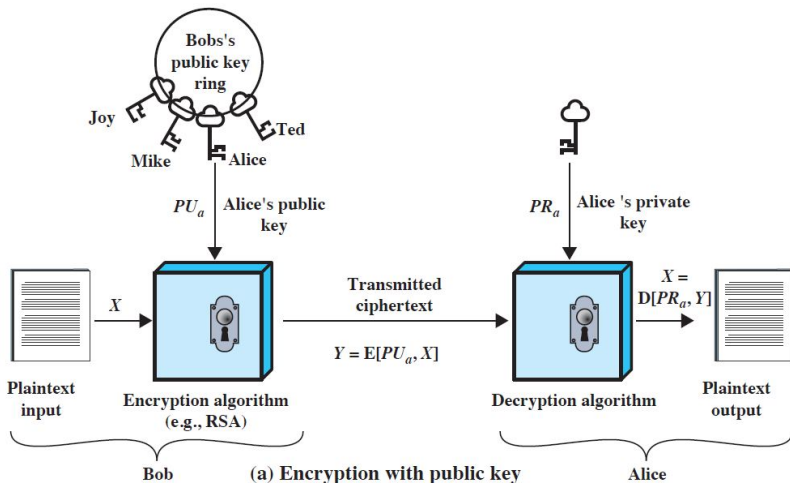 Bobs's
public key
ring
Joy
Mike
Alice
Ted
PUₐ
Alice's public
key
PRₐ
Alice 's private
key
X
Transmitted
ciphertext
Y = E[PUₐ, X]
X =
D[PRₐ, Y]
Plaintext
input
Encryption algorithm
(e.g., RSA)
Decryption algorithm
Plaintext
output
Bob
(a) Encryption with public key
Alice